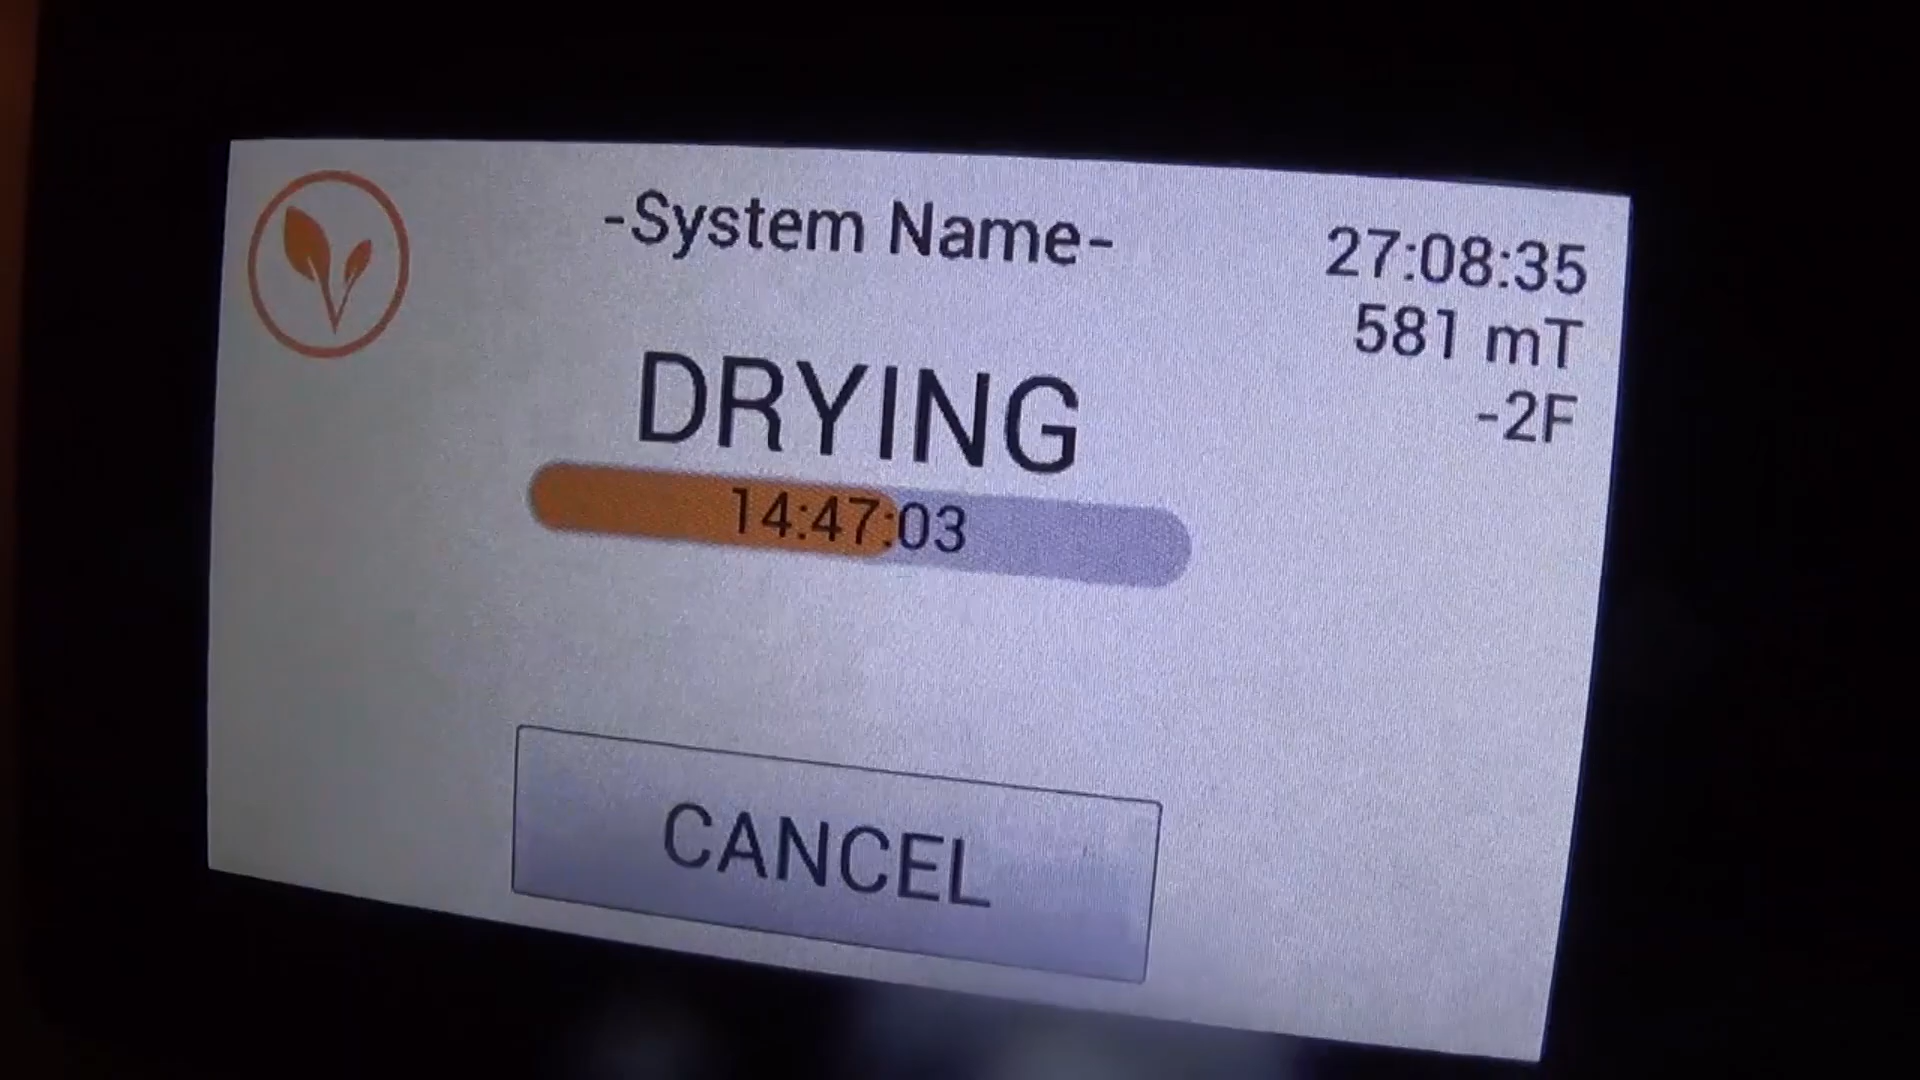 -System Name-
27:08:35
581 mT
-2F
DRYING
14:47:03
CANCEL